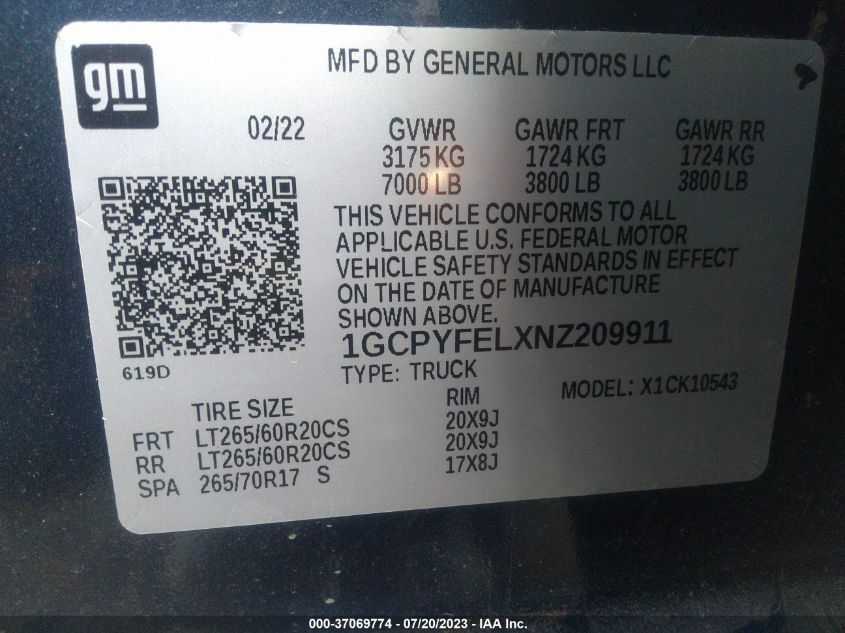 gm
MFD BY GENERAL MOTORS LLC
02/22
GVWR GAWR FRT GAWR RR
3175 KG 1724 KG 1724 KG
7000 LB 3800 LB 3800 LB
THIS VEHICLE CONFORMS TO ALL
APPLICABLE U.S. FEDERAL MOTOR
VEHICLE SAFETY STANDARDS IN EFFECT
ON THE DATE OF MANUFACTURE
SHOWN ABOVE.
1GCPYFELXNZ209911
619D
TYPE: TRUCK
MODEL: X1CK10543
TIRE SIZE RIM
FRT LT265/60R20CS 20X9J
RR LT265/60R20CS 20X9J
SPA 265/70R17 S 17X8J
000-37069774 / 07/20/2023 - IAA Inc.